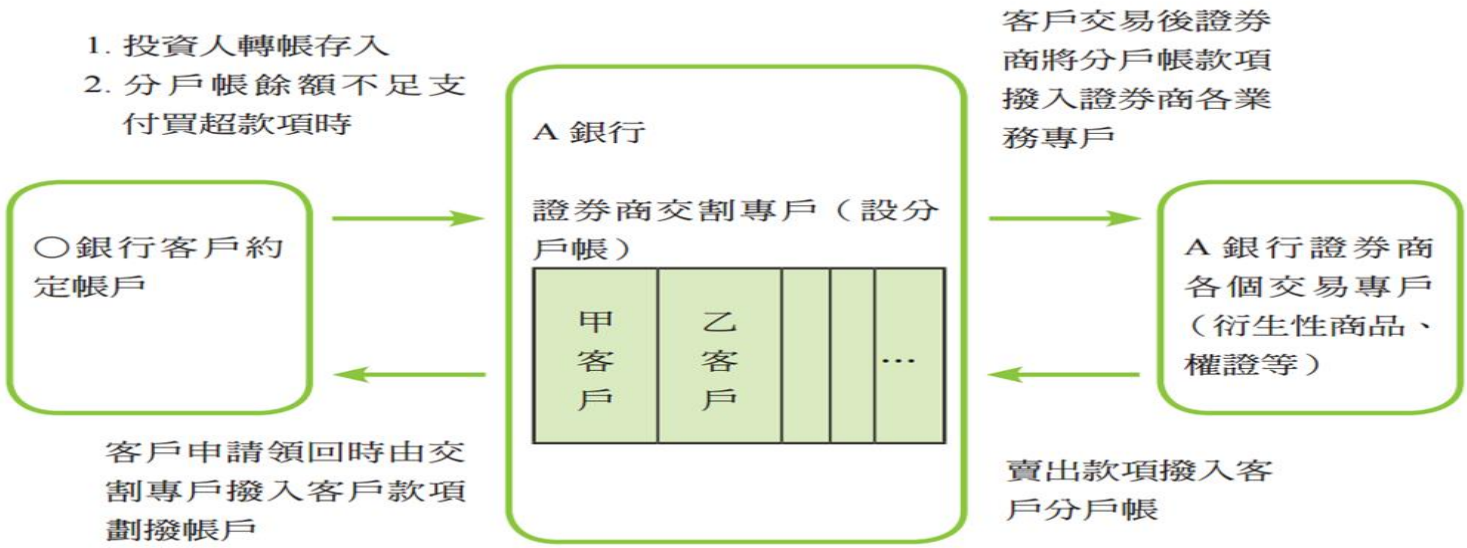 1. 投資人轉帳存入
2. 分戶帳餘額不足支
付買超款項時
客戶交易後證券
商將分戶帳款項
撥入證券商各業
務專戶
○銀行客戶約
定帳戶
A 銀行
證券商交割專戶（設分
戶帳）
甲客戶
乙客戶
…
A 銀行證券商
各個交易專戶
（衍生性商品、
權證等）
客戶申請領回時由交
割專戶撥入客戶款項
劃撥帳戶
賣出款項撥入客
戶分戶帳